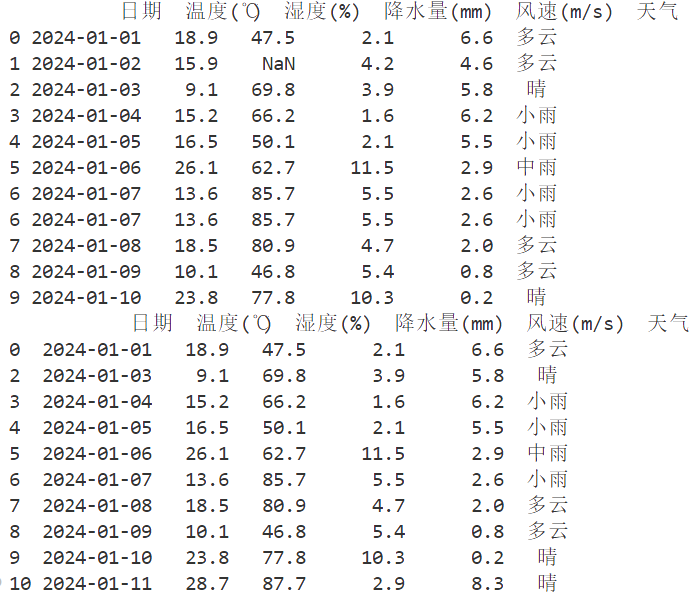 日期 温度(℃) 湿度(%) 降水量(mm) 风速(m/s) 天气
0 2024-01-01 18.9 47.5 2.1 6.6 多云
1 2024-01-02 15.9 NaN 4.2 4.6 多云
2 2024-01-03 9.1 69.8 3.9 5.8 晴
3 2024-01-04 15.2 66.2 1.6 6.2 小雨
4 2024-01-05 16.5 50.1 2.1 5.5 小雨
5 2024-01-06 26.1 62.7 11.5 2.9 中雨
6 2024-01-07 13.6 85.7 5.5 2.6 小雨
6 2024-01-07 13.6 85.7 5.5 2.6 小雨
7 2024-01-08 18.5 80.9 4.7 2.0 多云
8 2024-01-09 10.1 46.8 5.4 0.8 多云
9 2024-01-10 23.8 77.8 10.3 0.2 晴
日期 温度(℃) 湿度(%) 降水量(mm) 风速(m/s) 天气
0 2024-01-01 18.9 47.5 2.1 6.6 多云
2 2024-01-03 9.1 69.8 3.9 5.8 晴
3 2024-01-04 15.2 66.2 1.6 6.2 小雨
4 2024-01-05 16.5 50.1 2.1 5.5 小雨
5 2024-01-06 26.1 62.7 11.5 2.9 中雨
6 2024-01-07 13.6 85.7 5.5 2.6 小雨
7 2024-01-08 18.5 80.9 4.7 2.0 多云
8 2024-01-09 10.1 46.8 5.4 0.8 多云
9 2024-01-10 23.8 77.8 10.3 0.2 晴
10 2024-01-11 28.7 87.7 2.9 8.3 晴